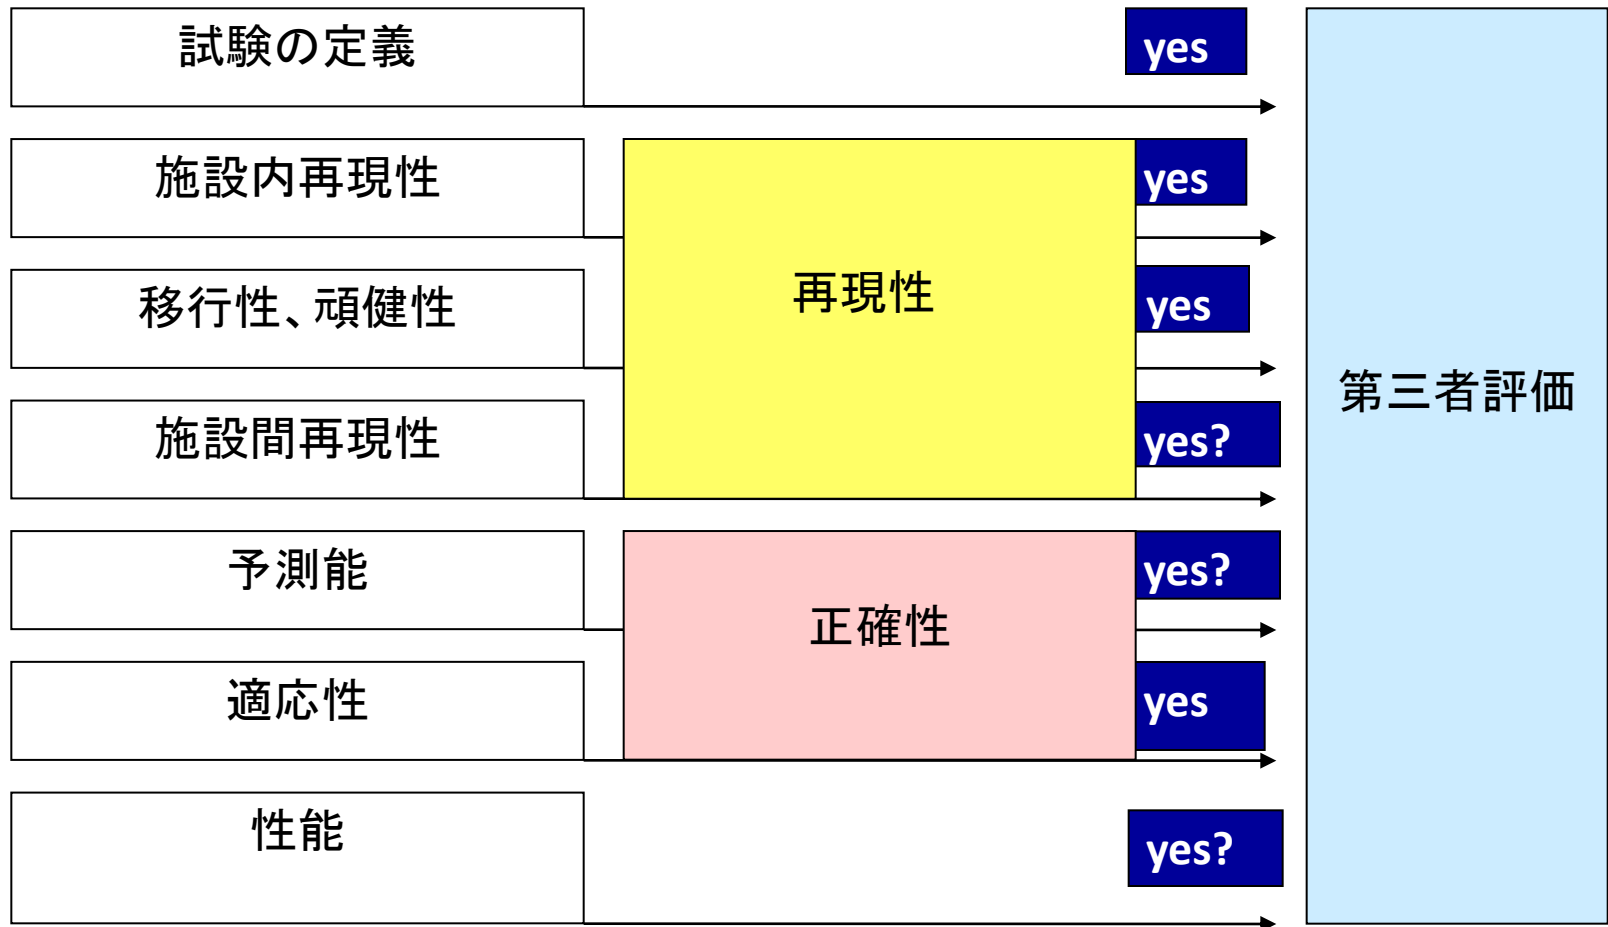 試験の定義
yes
施設内再現性
yes
移行性、頑健性
再現性
yes
第三者評価
施設間再現性
yes?
予測能
yes?
正確性
適応性
yes
性能
yes?